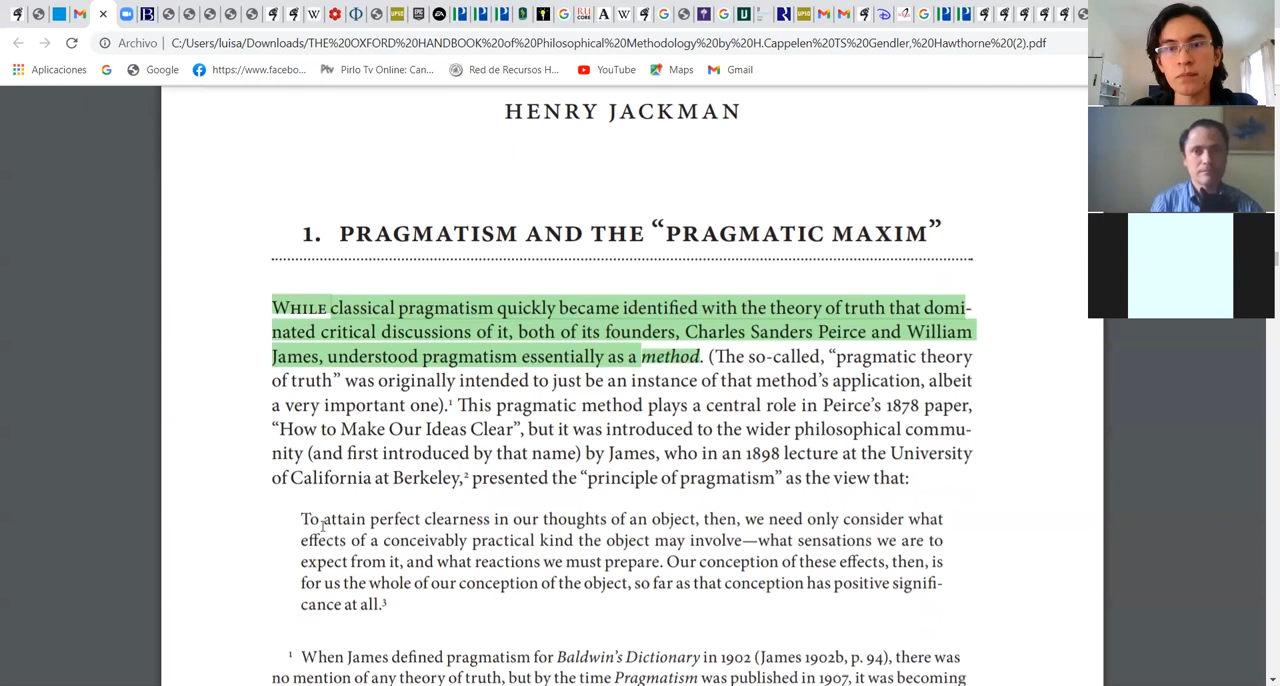 Archivo | C:/Users/luisa/Downloads/THE%20OXFORD%20HANDBOOK%20of%20Philosophical%20Methodology%20by%20H.Cappelen%20TS%20Gendler,%20Hawthorne%20(2).pdf
Aplicaciones Google https://www.facebo... Pirlo Tv Online: Can... Red de Recursos H... YouTube Maps Gmail
HENRY JACKMAN
1. PRAGMATISM AND THE “PRAGMATIC MAXIM”
WHILE classical pragmatism quickly became identified with the theory of truth that domi-
nated critical discussions of it, both of its founders, Charles Sanders Peirce and William
James, understood pragmatism essentially as a method. (The so-called, “pragmatic theory
of truth” was originally intended to just be an instance of that method’s application, albeit
a very important one).¹ This pragmatic method plays a central role in Peirce’s 1878 paper,
“How to Make Our Ideas Clear”, but it was introduced to the wider philosophical commu-
nity (and first introduced by that name) by James, who in an 1898 lecture at the University
of California at Berkeley,² presented the “principle of pragmatism” as the view that:
To attain perfect clearness in our thoughts of an object, then, we need only consider what
effects of a conceivably practical kind the object may involve—what sensations we are to
expect from it, and what reactions we must prepare. Our conception of these effects, then, is
for us the whole of our conception of the object, so far as that conception has positive signifi-
cance at all.³
¹ When James defined pragmatism for Baldwin’s Dictionary in 1902 (James 1902b, p. 94), there was
no mention of any theory of truth, but by the time Pragmatism was published in 1907, it was becoming